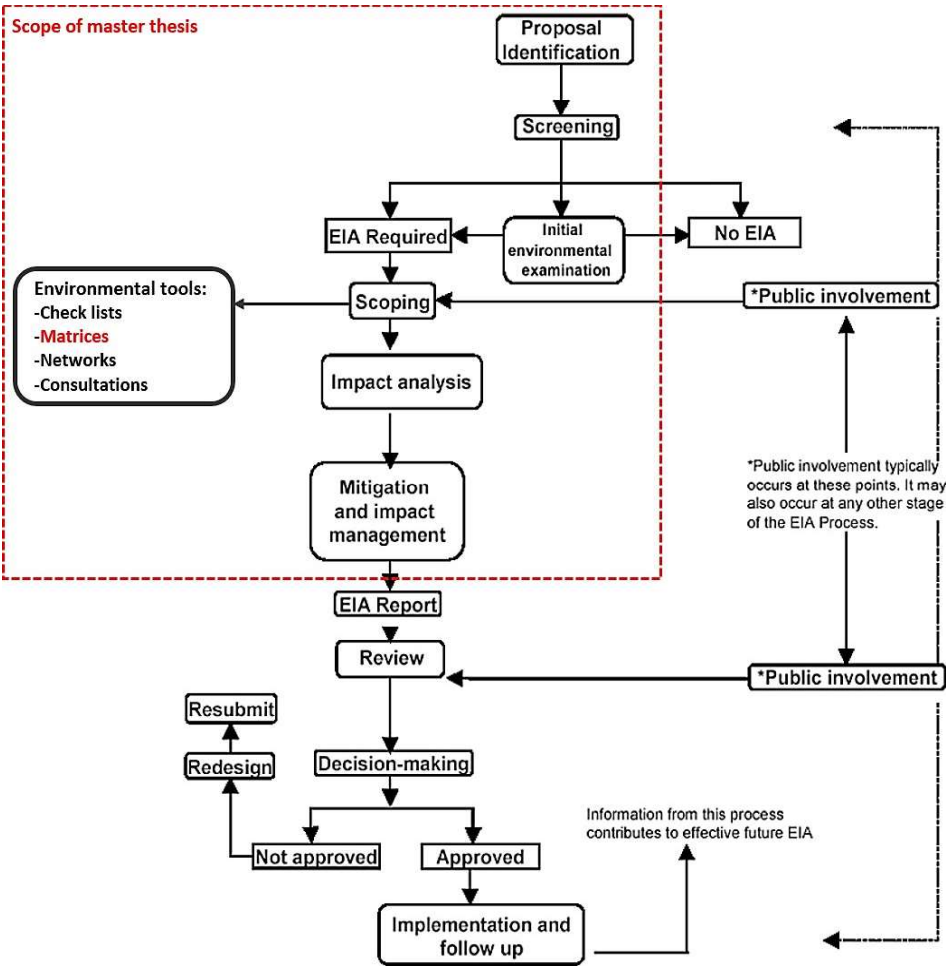 Scope of master thesis
Proposal
Identification
Screening
EIA Required
Initial
environmental
examination
No EIA
Environmental tools:
-Check lists
-Matrices
-Networks
-Consultations
Scoping
*Public involvement
Impact analysis
*Public involvement typically
occurs at these points. It may
also occur at any other stage
of the EIA Process.
Mitigation
and impact
management
EIA Report
Review
*Public involvement
Resubmit
Redesign
Decision-making
Information from this process
contributes to effective future EIA
Not approved
Approved
Implementation and
follow up